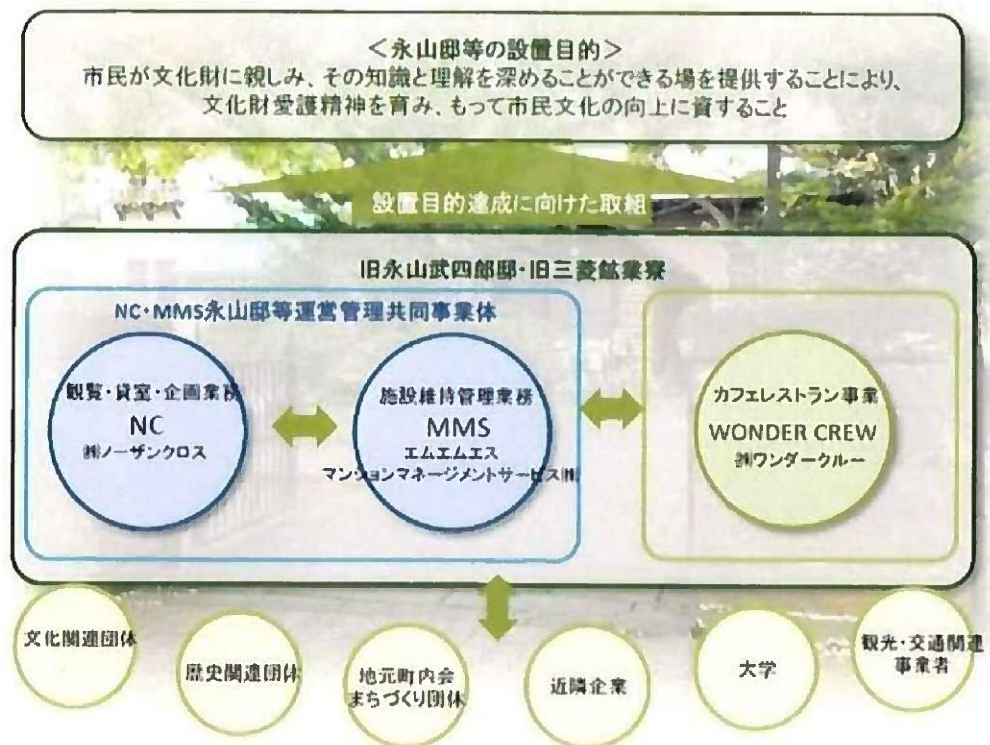 ＜永山邸等の設置目的＞
市民が文化財に親しみ、その知識と理解を深めることができる場を提供することにより、
文化財愛護精神を育み、もって市民文化の向上に資すること
設置目的達成に向けた取組
旧永山武四郎邸・旧三菱鉱業寮
NC・MMS永山邸等運営管理共同事業体
観覧・貸室・企画業務
NC
㈱ノーザンクロス
施設維持管理業務
MMS
エムエムエス
マンションマネージメントサービス㈱
カフェレストラン事業
WONDER CREW
㈱ワンダークルー
文化関連団体
歴史関連団体
地元町内会
まちづくり団体
近隣企業
大学
観光・交通関連
事業者